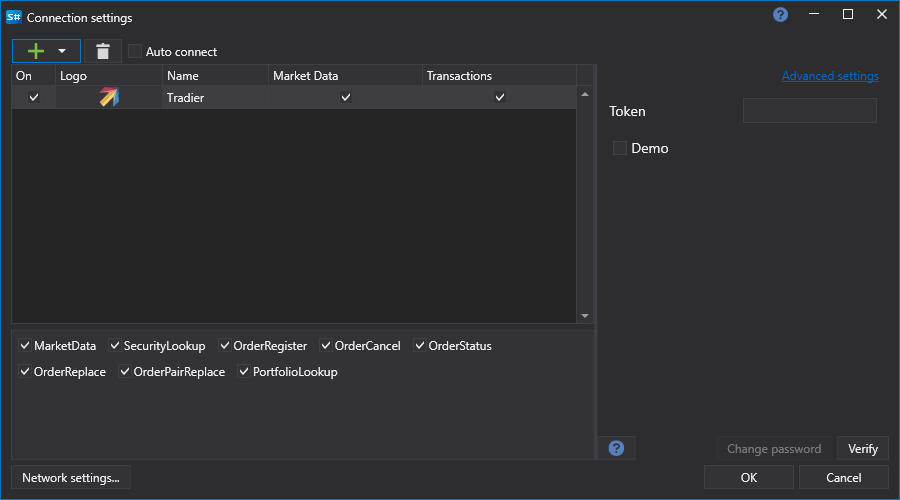 S# Connection settings ?
Auto connect
On Logo Name Market Data Transactions
Tradier
Advanced settings
Token
Demo
MarketData SecurityLookup OrderRegister OrderCancel OrderStatus
OrderReplace OrderPairReplace PortfolioLookup
? Change password Verify
Network settings... OK Cancel